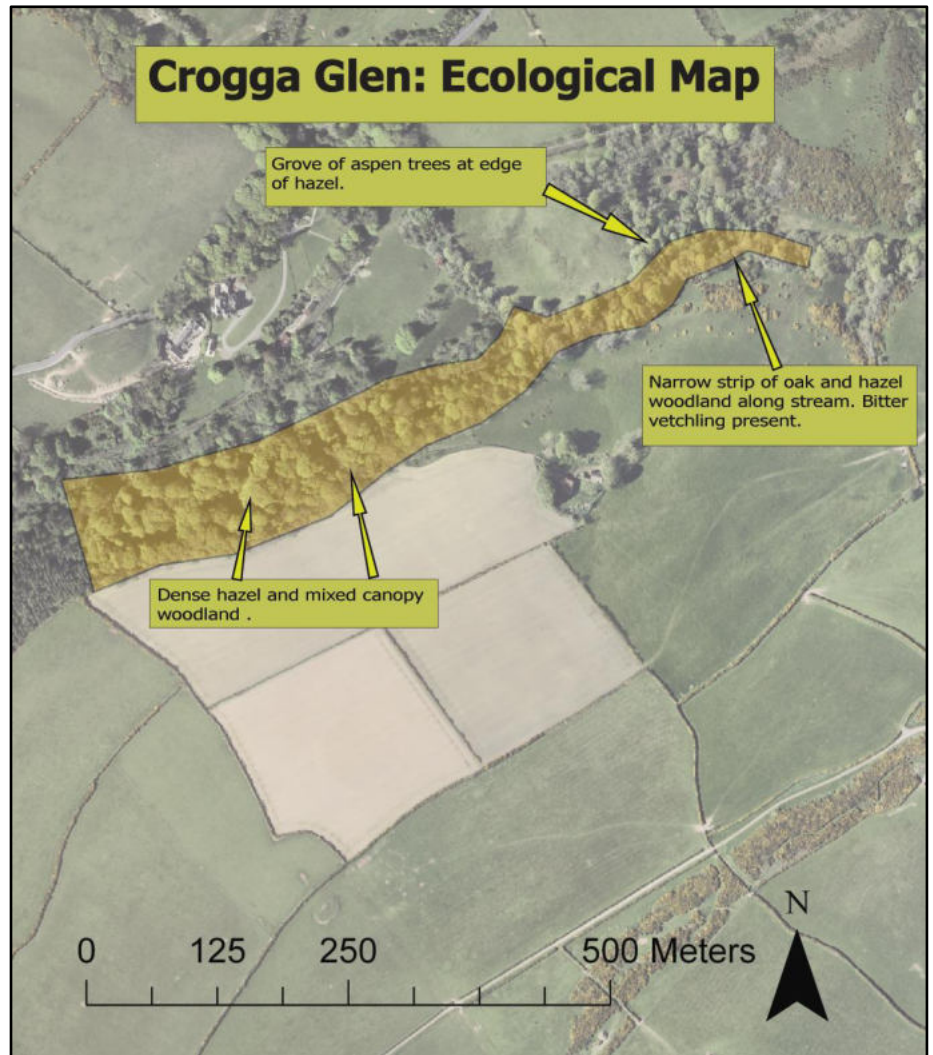 Crogga Glen: Ecological Map
Grove of aspen trees at edge
of hazel.
Narrow strip of oak and hazel
woodland along stream. Bitter
vetchling present.
Dense hazel and mixed canopy
woodland .
N
0 125 250 500 Meters